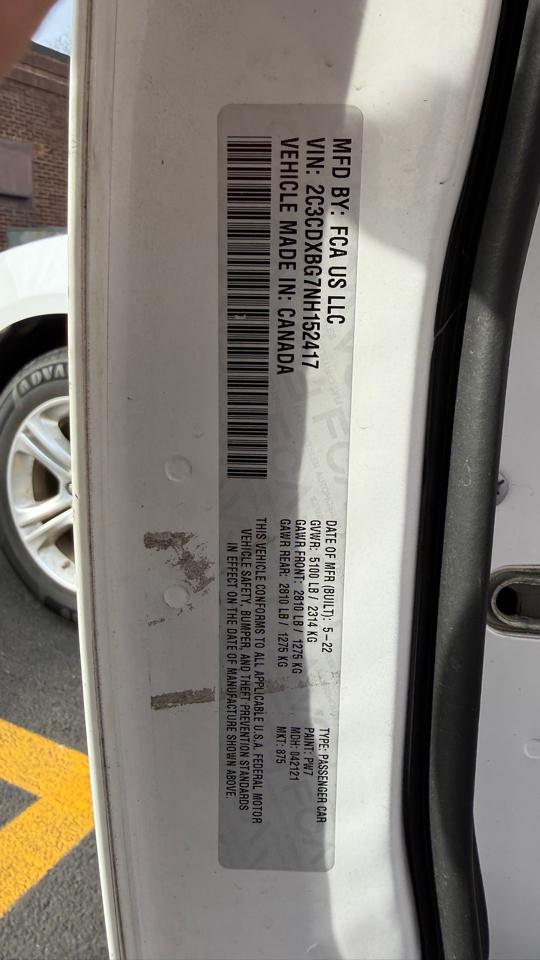 MFD BY: FCA US LLC
VIN: 2C3CDXBG7NH152417
VEHICLE MADE IN: CANADA
DATE OF MFR (BUILT): 5-22
GVWR: 5100 LB / 2314 KG
GAWR FRONT: 2810 LB / 1275 KG
GAWR REAR: 2810 LB / 1275 KG
TYPE: PASSENGER CAR
PAINT: PW7
MDH: 042121
MKT: 875
THIS VEHICLE CONFORMS TO ALL APPLICABLE U.S.A. FEDERAL MOTOR
VEHICLE SAFETY, BUMPER, AND THEFT PREVENTION STANDARDS
IN EFFECT ON THE DATE OF MANUFACTURE SHOWN ABOVE.